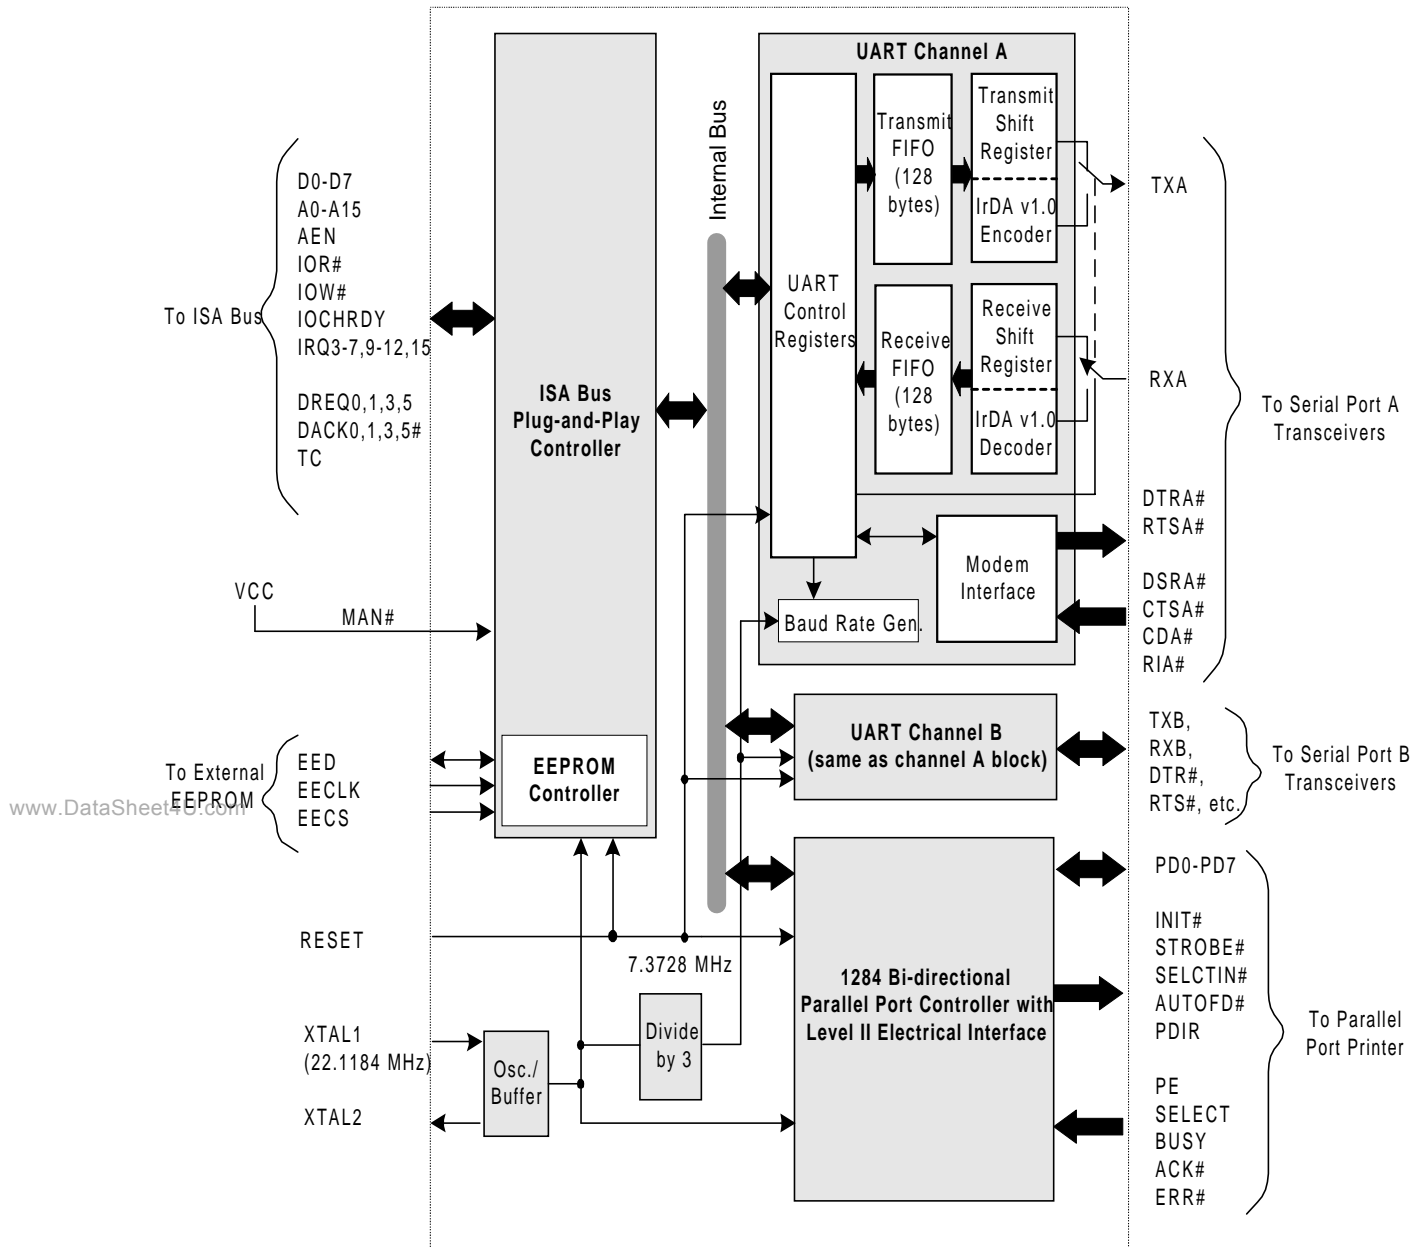 To ISA Bus
D0-D7
A0-A15
AEN
IOR#
IOW#
IOCHRDY
IRQ3-7,9-12,15
DREQ0,1,3,5
DACK0,1,3,5#
TC
VCC
MAN#
To External
EEPROM
EED
EECLK
EECS
www.DataSheet4U.com
RESET
XTAL1
(22.1184 MHz)
XTAL2
ISA Bus
Plug-and-Play
Controller
EEPROM
Controller
Osc./
Buffer
7.3728 MHz
Divide
by 3
Internal Bus
UART Channel A
UART
Control
Registers
Transmit
FIFO
(128
bytes)
Transmit
Shift
Register
IrDA v1.0
Encoder
Receive
FIFO
(128
bytes)
Receive
Shift
Register
IrDA v1.0
Decoder
Modem
Interface
Baud Rate Gen.
UART Channel B
(same as channel A block)
1284 Bi-directional
Parallel Port Controller with
Level II Electrical Interface
TXA
RXA
DTRA#
RTSA#
DSRA#
CTSA#
CDA#
RIA#
To Serial Port A
Transceivers
TXB,
RXB,
DTR#,
RTS#, etc.
To Serial Port B
Transceivers
PD0-PD7
INIT#
STROBE#
SELCTIN#
AUTOFD#
PDIR
PE
SELECT
BUSY
ACK#
ERR#
To Parallel
Port Printer